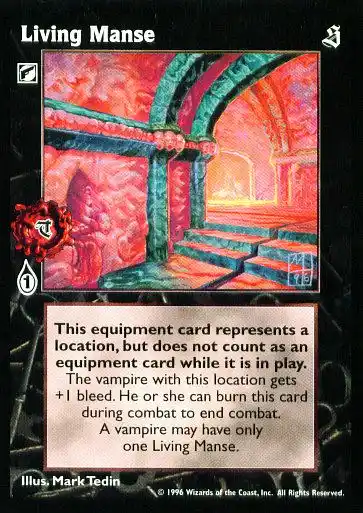 Living Manse
1
This equipment card represents a
location, but does not count as an
equipment card while it is in play.
The vampire with this location gets
+1 bleed. He or she can burn this card
during combat to end combat.
A vampire may have only
one Living Manse.
Illus. Mark Tedin
© 1996 Wizards of the Coast, Inc. All Rights Reserved.